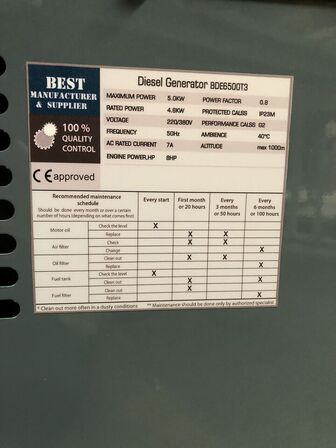 BEST
MANUFACTURER
& SUPPLIER
100 %
QUALITY
CONTROL
CE approved
Diesel Generator BDE6500T3
MAXIMUM POWER 5.0KW POWER FACTOR 0.8
RATED POWER 4.6KW PROTECTED CALSS IP23M
VOLTAGE 220/380V PERFORMANCE CALSS G2
FREQUENCY 50Hz AMBIENCE 40°C
AC RATED CURRENT 7A ALTITUDE max 1000m
ENGINE POWER.HP 8HP
Recommended maintenance
schedule
Should be done every month or over a certain
number of hours (depending on what comes first)
Every start
First month
or 20 hours
Every
3 months
or 50 hours
Every
6 months
or 100 hours
Motor oil Check the level X
Replace X X
Air filter Check X X
Change X
Oil filter Clean out X X
Replace X
Fuel tank Check the level X
Clean out X
Fuel filter Clean out X
Replace X
* Clean out more often in a dusty conditions
** Maintenance should be done only by authorized specialist